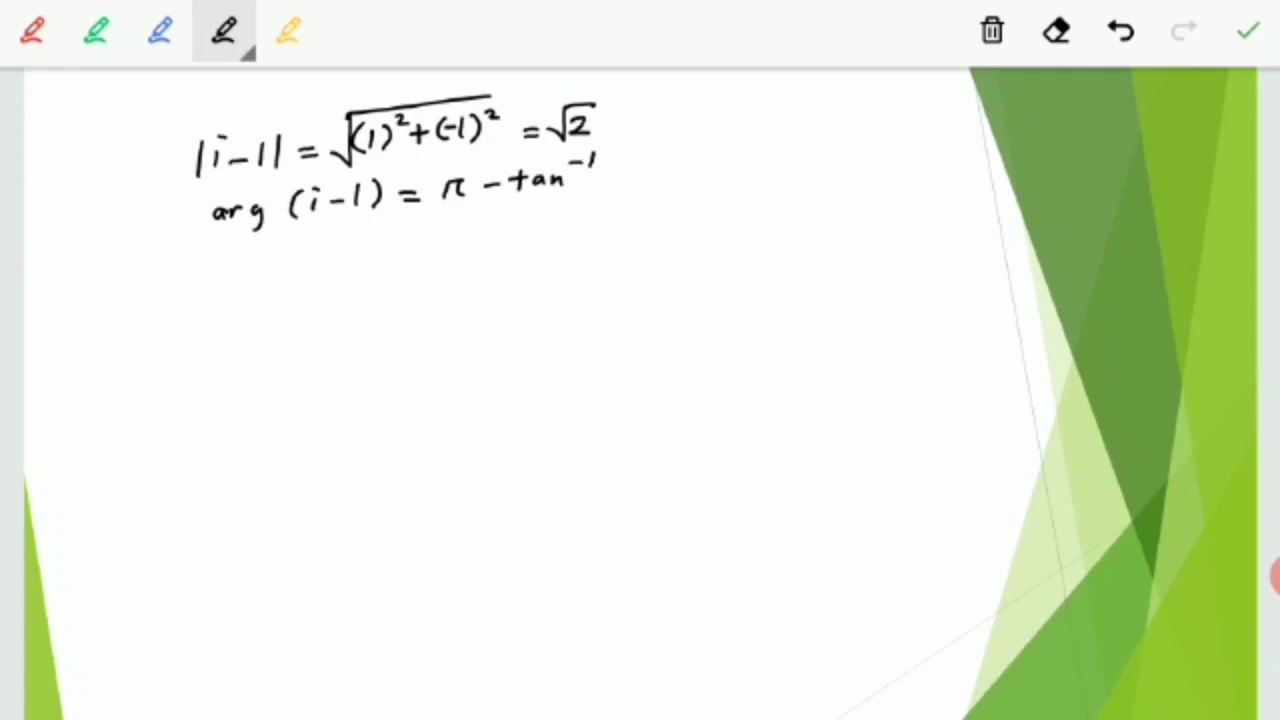 |i-1| = √(1)²+(-1)² = √2
arg (i-1) = π - tan⁻¹